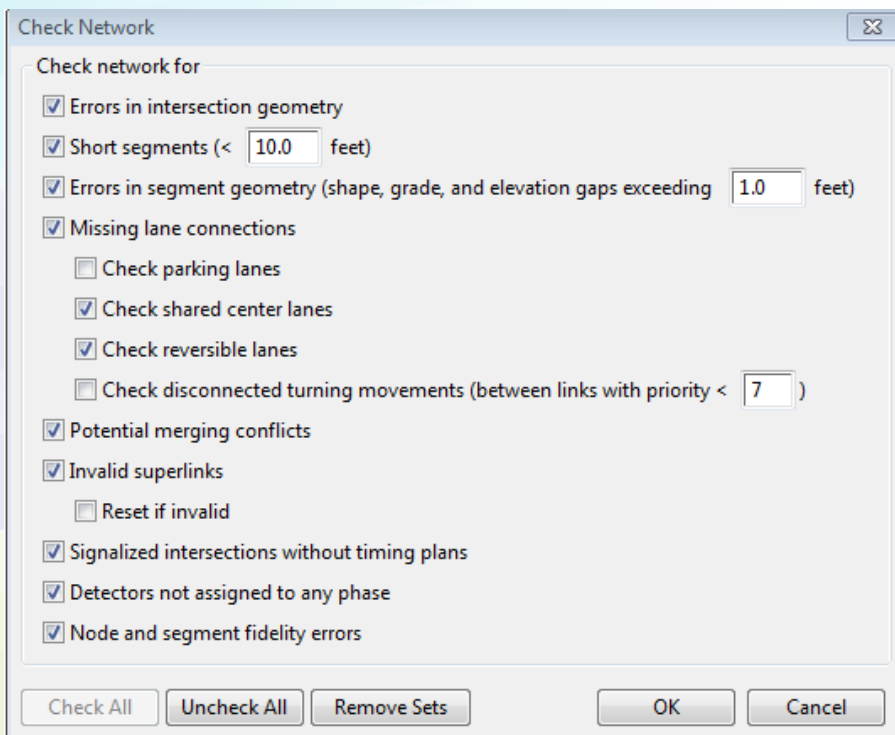 Check Network
Check network for
Errors in intersection geometry
Short segments (< 10.0 feet)
Errors in segment geometry (shape, grade, and elevation gaps exceeding 1.0 feet)
Missing lane connections
Check parking lanes
Check shared center lanes
Check reversible lanes
Check disconnected turning movements (between links with priority < 7 )
Potential merging conflicts
Invalid superlinks
Reset if invalid
Signalized intersections without timing plans
Detectors not assigned to any phase
Node and segment fidelity errors
Check All Uncheck All Remove Sets OK Cancel